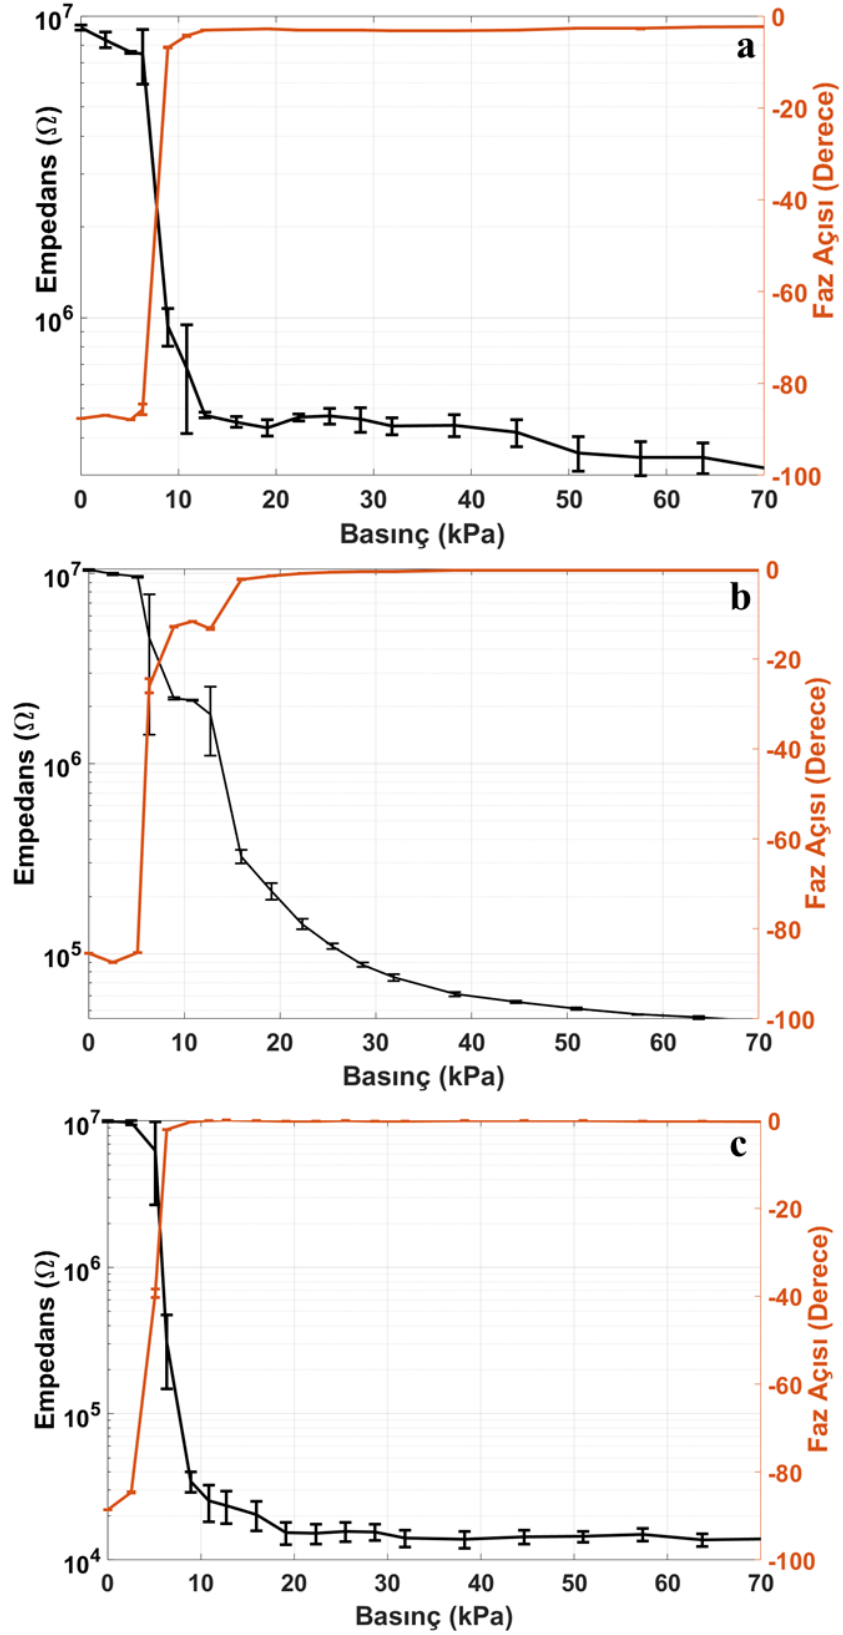 10⁷
0
a
-20
Empedans (Ω)
Faz Açısı (Derece)
-40
-60
10⁶
-80
-100
0 10 20 30 40 50 60 70
Basınç (kPa)
10⁷
0
b
-20
Empedans (Ω)
Faz Açısı (Derece)
-40
10⁶
-60
-80
10⁵
-100
0 10 20 30 40 50 60 70
Basınç (kPa)
10⁷
0
c
-20
Empedans (Ω)
Faz Açısı (Derece)
10⁶
-40
-60
10⁵
-80
10⁴
-100
0 10 20 30 40 50 60 70
Basınç (kPa)